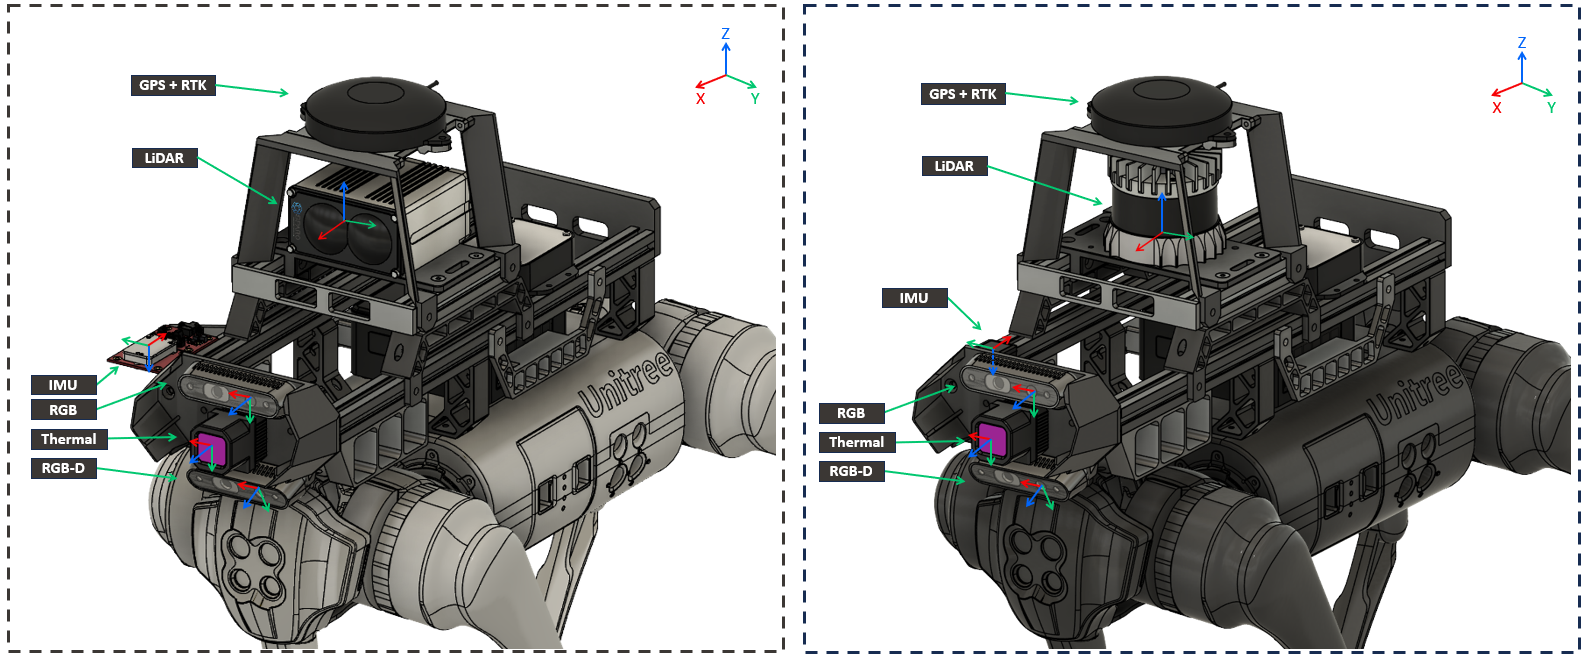 Z
X
Y
GPS + RTK
LiDAR
IMU
RGB
Thermal
RGB-D
Unitree
Z
X
Y
GPS + RTK
LiDAR
IMU
RGB
Thermal
RGB-D
Unitree